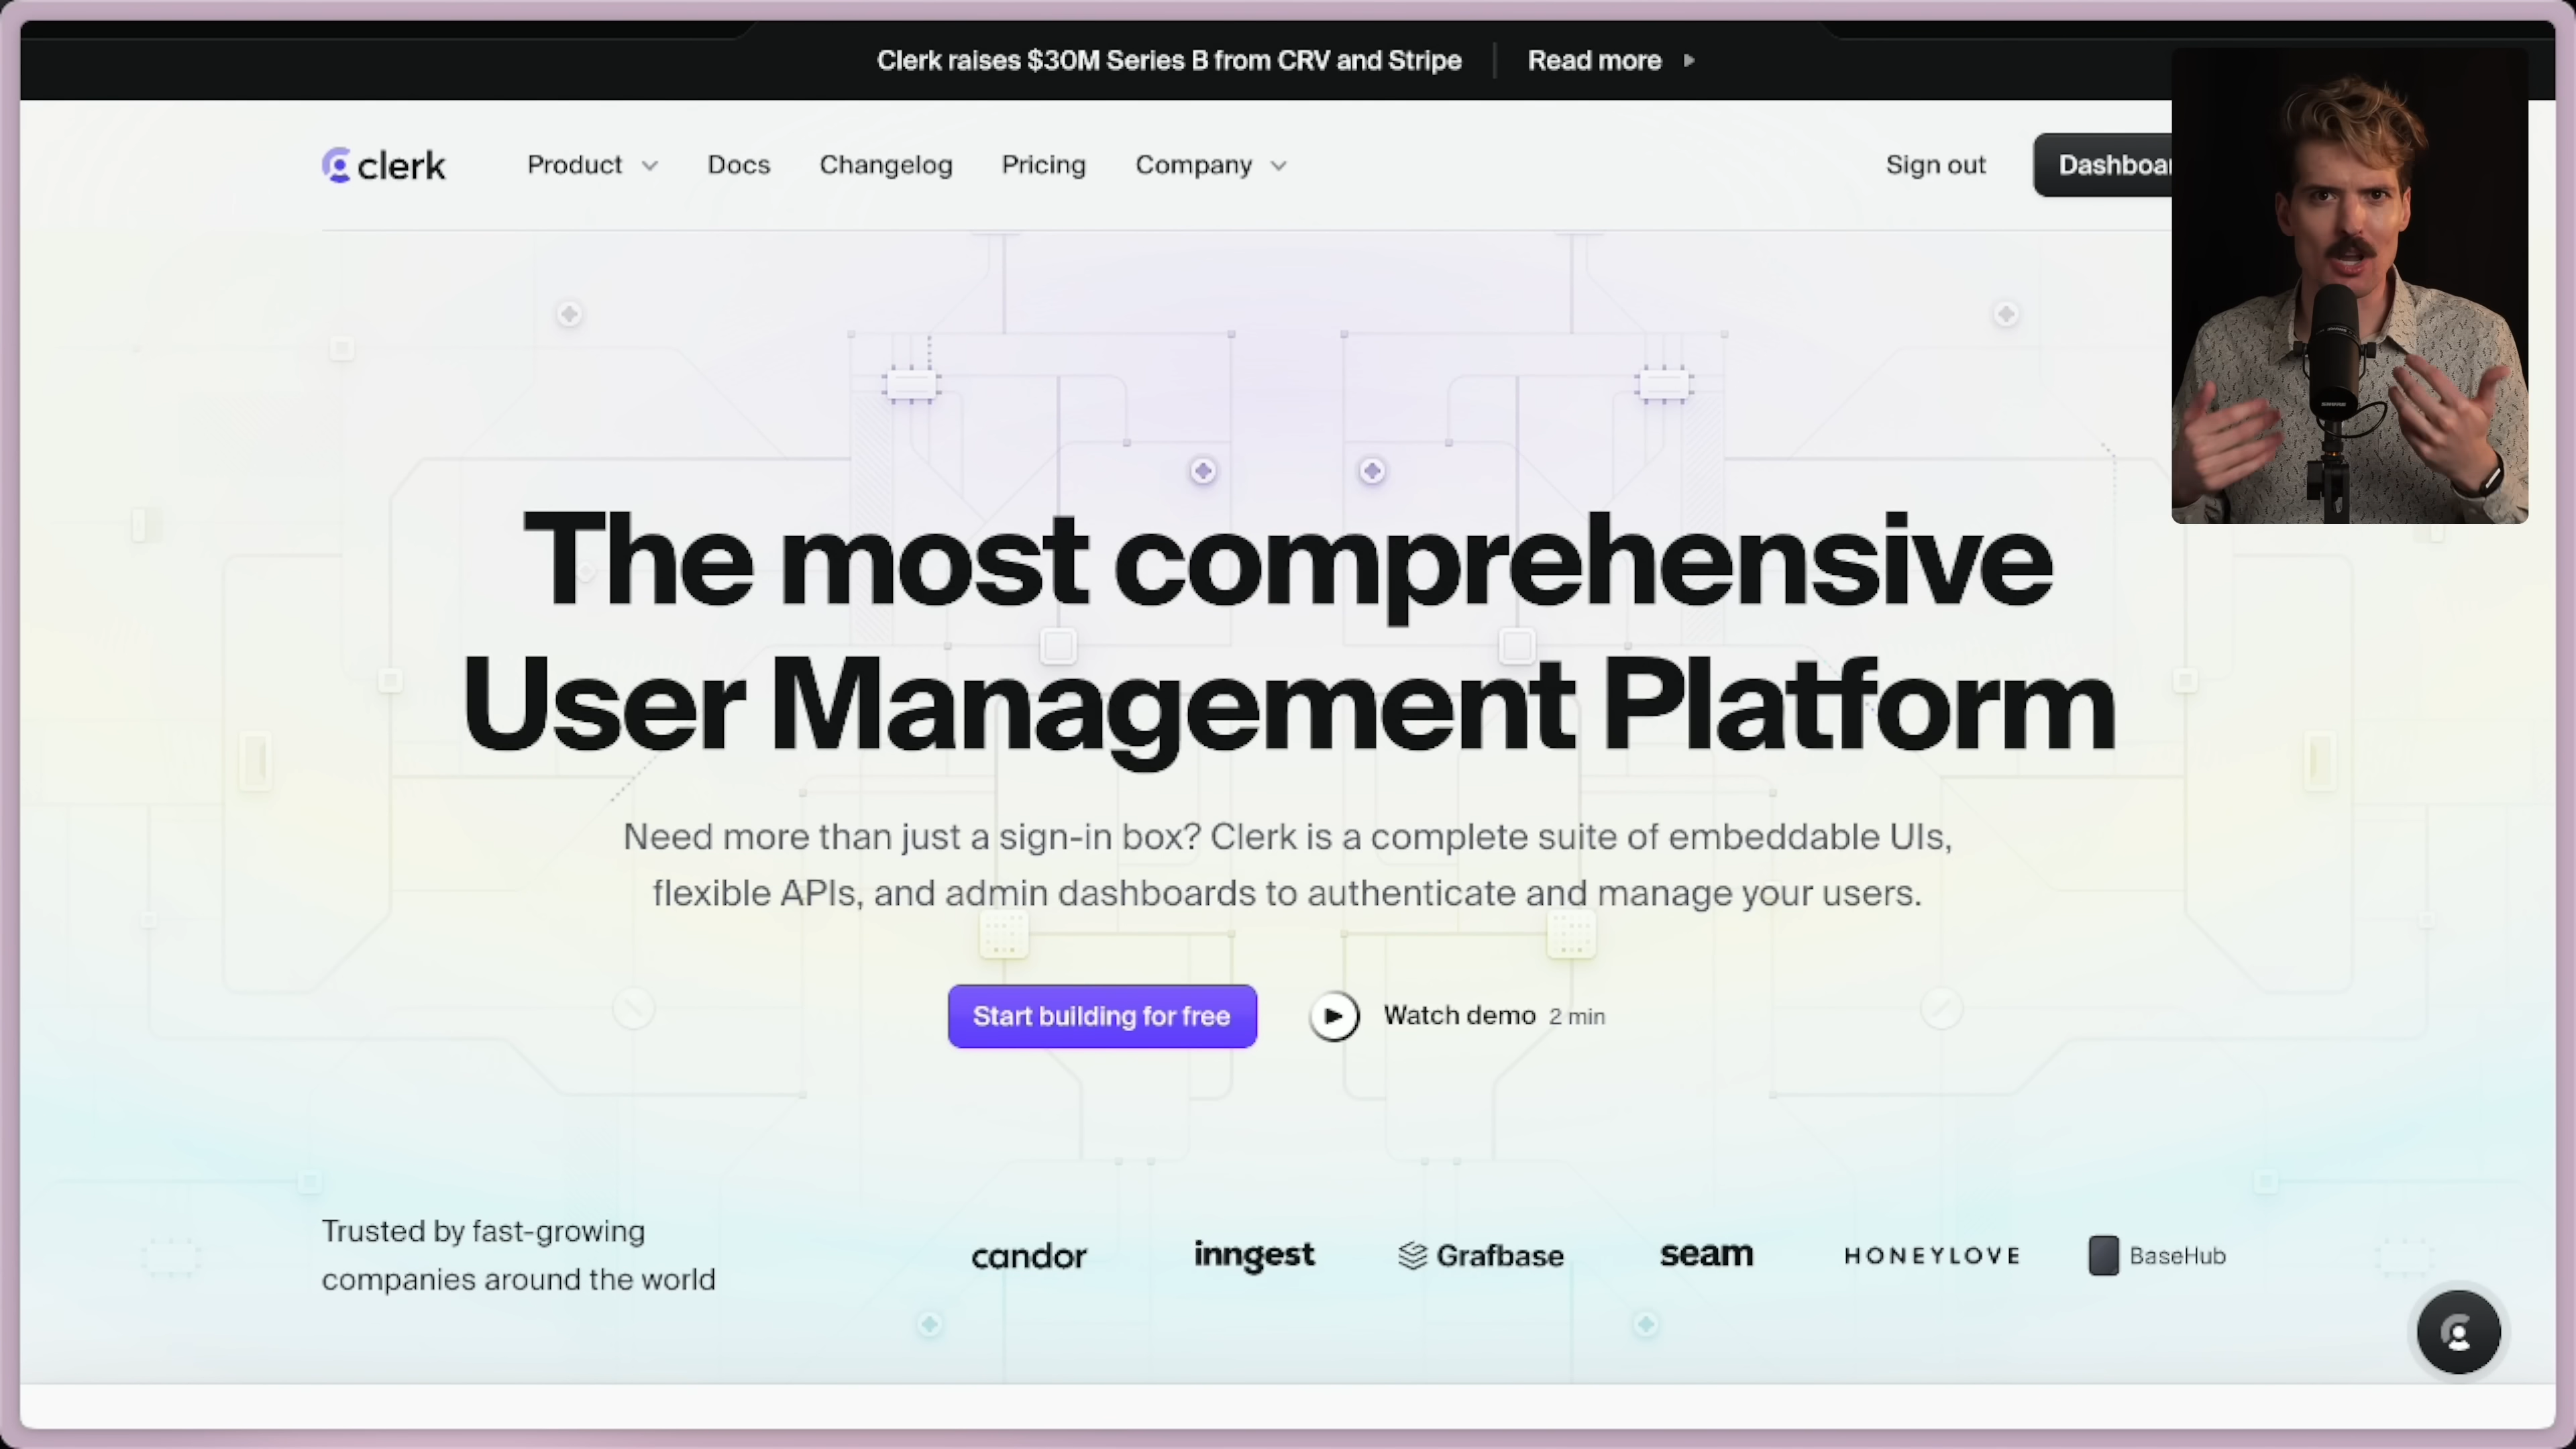 Clerk raises $30M Series B from CRV and Stripe
Read more
clerk
Product
Docs
Changelog
Pricing
Company
Sign out
The most comprehensive
User Management Platform
Need more than just a sign-in box? Clerk is a complete suite of embeddable UIs,
flexible APIs, and admin dashboards to authenticate and manage your users.
Start building for free
Watch demo 2 min
Trusted by fast-growing
companies around the world
candor
inngest
Grafbase
seam
HONEYLOVE
BaseHub